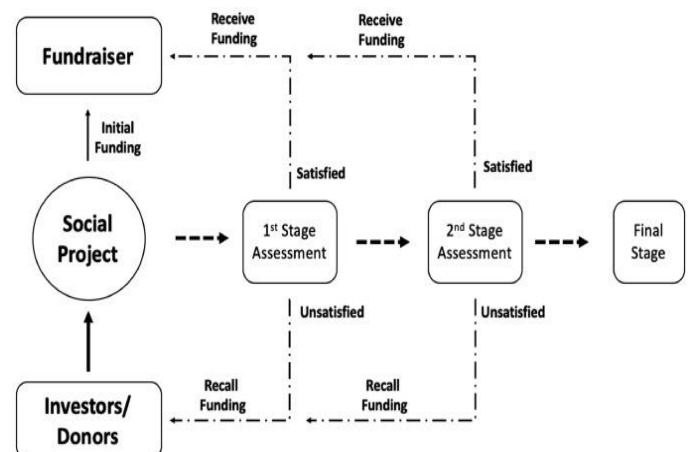 Receive
Funding
Receive
Funding
Fundraiser
Initial
Funding
Satisfied
Satisfied
Social
Project
1st Stage
Assessment
2nd Stage
Assessment
Final
Stage
Unsatisfied
Unsatisfied
Recall
Funding
Recall
Funding
Investors/
Donors